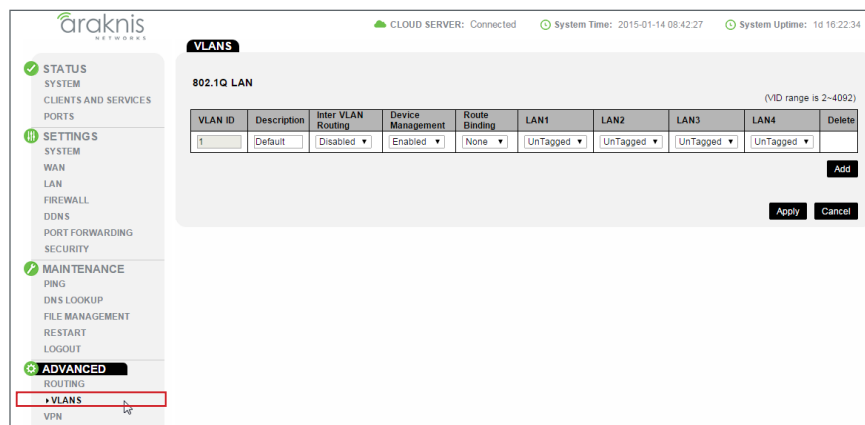 araknis
NETWORKS
CLOUD SERVER: Connected System Time: 2015-01-14 08:42:27 System Uptime: 1d 16:22:34
VLANS
STATUS
SYSTEM
CLIENTS AND SERVICES
PORTS
SETTINGS
SYSTEM
WAN
LAN
FIREWALL
DDNS
PORT FORWARDING
SECURITY
MAINTENANCE
PING
DNS LOOKUP
FILE MANAGEMENT
RESTART
LOGOUT
ADVANCED
ROUTING
VLANS
VPN
802.1Q LAN
(VID range is 2~4092)
VLAN ID Description Inter VLAN Routing Device Management Route Binding LAN1 LAN2 LAN3 LAN4 Delete
1 Default Disabled Enabled None UnTagged UnTagged UnTagged UnTagged
Add
Apply Cancel